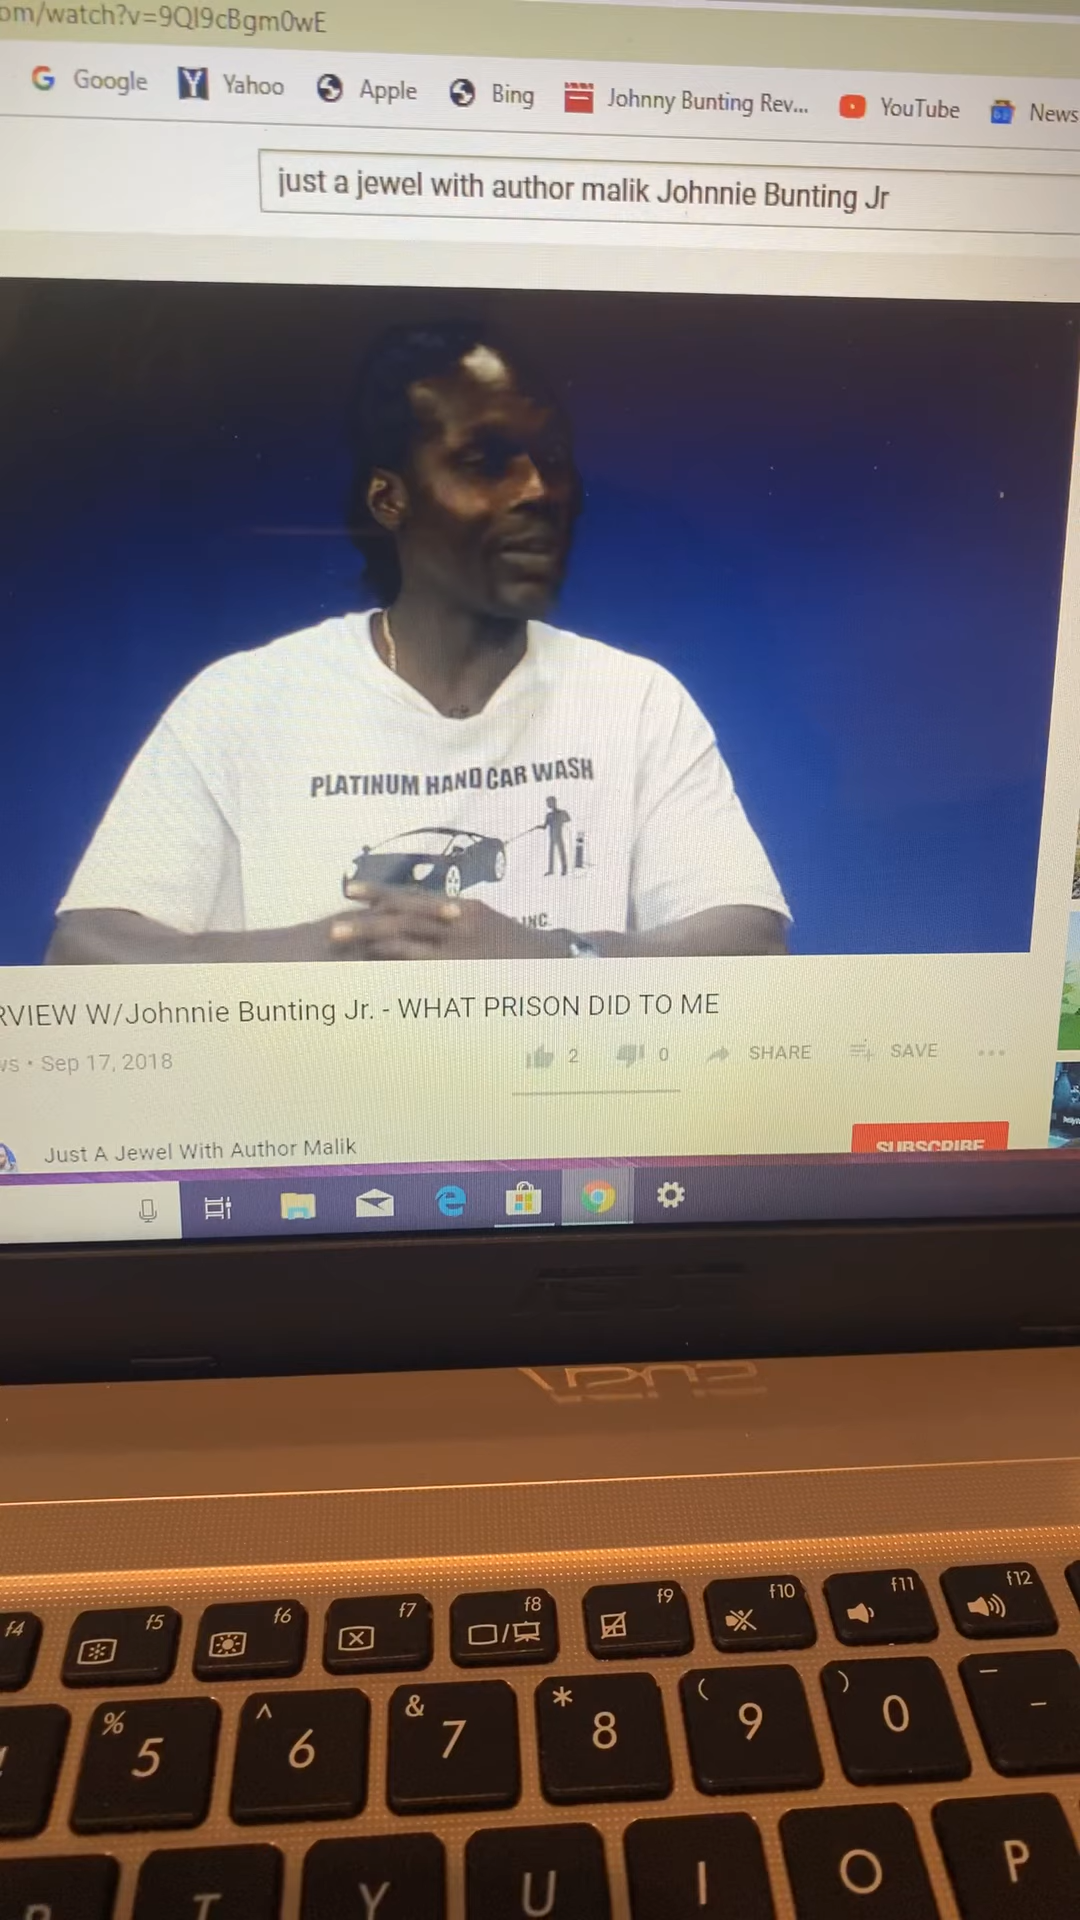 om/watch?v=9QI9cBgm0wE
Google Yahoo Apple Bing Johnny Bunting Rev... YouTube News
just a jewel with author malik Johnnie Bunting Jr
PLATINUM HAND CAR WASH
INC.
RVIEW W/Johnnie Bunting Jr. - WHAT PRISON DID TO ME
ws • Sep 17, 2018 2 0 SHARE SAVE ...
Just A Jewel With Author Malik SUBSCRIBE
f4 f5 f6 f7 f8 f9 f10 f11 f12
% 5 ^ 6 & 7 * 8 ( 9 ) 0 _ -
T Y U I O P